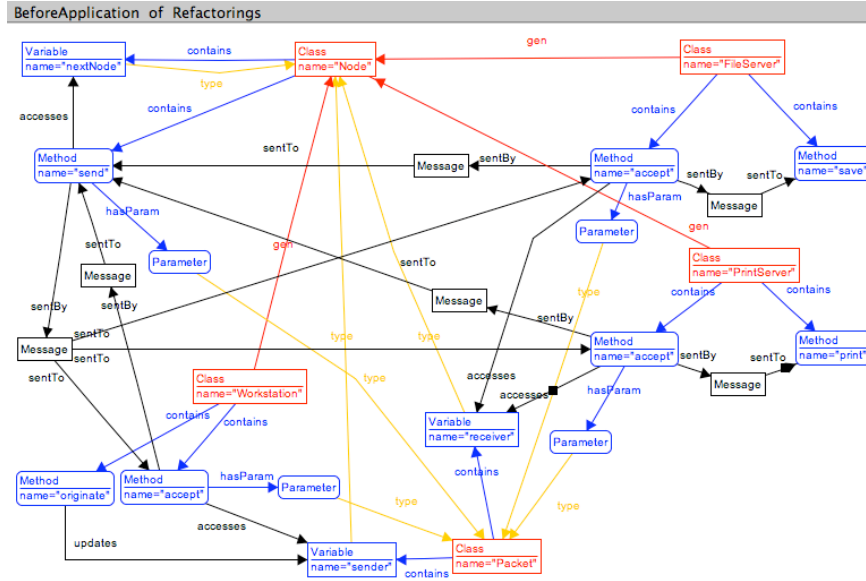 BeforeApplication of Refactorings
gen
Variable
name="nextNode"
contains
Class
name="Node"
Class
name="FileServer"
type
accesses
contains
contains
contains
sentTo
Method
name="send"
Message
sentBy
Method
name="accept"
sentBy
sentTo
Method
name="save"
hasParam
hasParam
Message
gen
Parameter
sentTo
gen
Parameter
Message
sentTo
Class
name="PrintServer"
type
sentBy
sentBy
Message
contains
contains
sentBy
sentTo
type
Message
sentTo
type
Method
name="accept"
sentBy
sentTo
Method
name="print"
sentTo
Class
name="Workstation"
accesses
accesses
hasParam
Message
contains
contains
Variable
name="receiver"
Parameter
Method
name="originate"
Method
name="accept"
hasParam
Parameter
contains
type
type
updates
accesses
Variable
name="sender"
contains
Class
name="Packet"